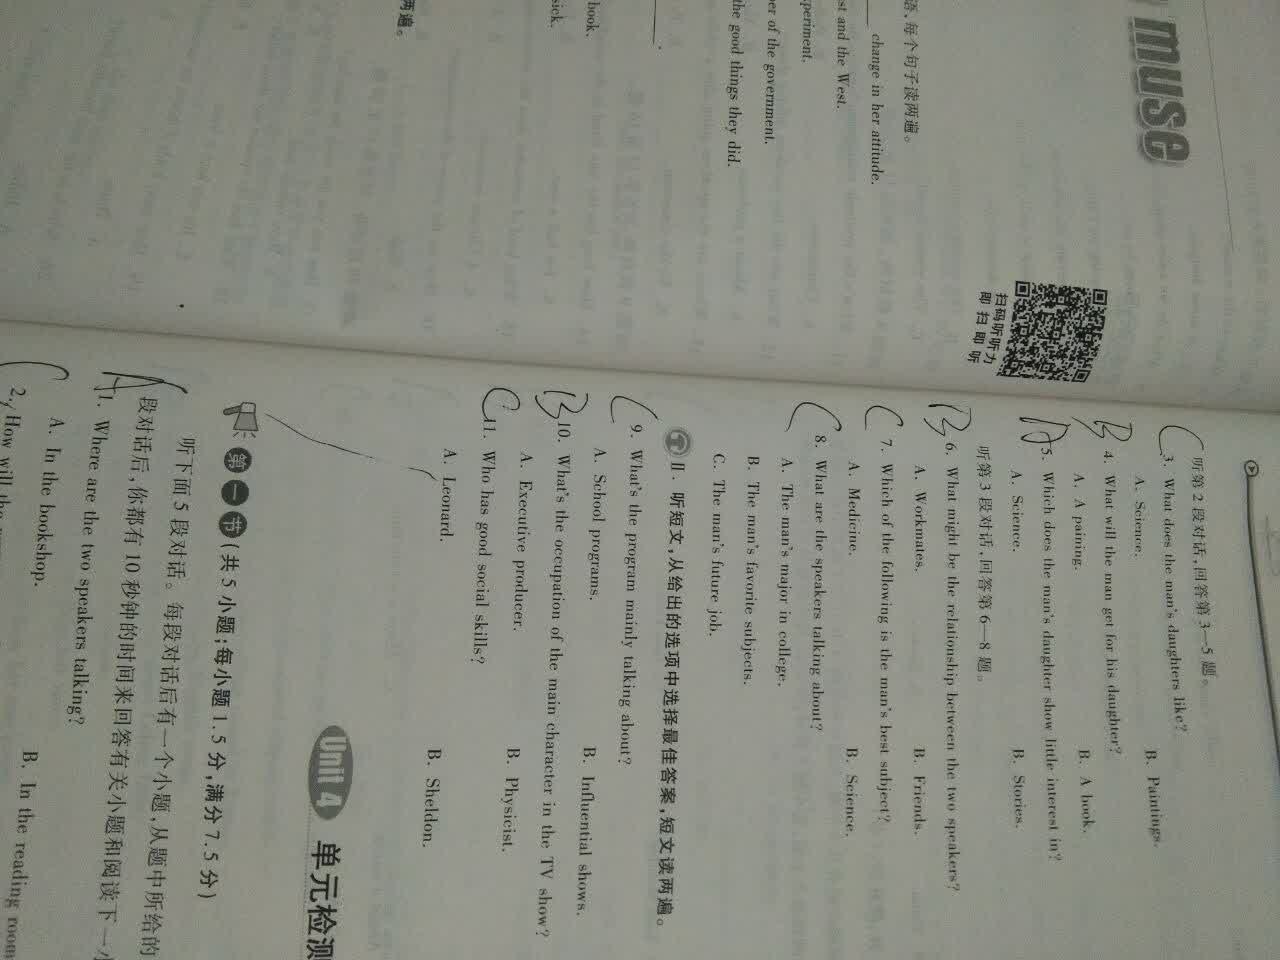 muse
扫码听听力
即扫即听
语,每个句子读两遍。
change in her attitude.
st and the West.
periment.
er of the government.
the good things they did.
book.
sick.
两遍。
听第 2 段对话,回答第 3—5 题。
C 3. What does the man's daughters like?
A. Science. B. Paintings.
B 4. What will the man get for his daughter?
A. A paining. B. A book.
A 5. Which does the man's daughter show little interest in?
A. Science. B. Stories.
听第 3 段对话,回答第 6—8 题。
B 6. What might be the relationship between the two speakers?
A. Workmates. B. Friends.
C 7. Which of the following is the man's best subject?
A. Medicine. B. Science.
C 8. What are the speakers talking about?
A. The man's major in college.
B. The man's favorite subjects.
C. The man's future job.
Ⅱ. 听短文,从给出的选项中选择最佳答案,短文读两遍。
C 9. What's the program mainly talking about?
A. School programs. B. Influential shows.
B 10. What's the occupation of the main character in the TV show?
A. Executive producer. B. Physicist.
C 11. Who has good social skills?
A. Leonard. B. Sheldon.
Unit 4 单元检测
第一节(共 5 小题;每小题 1.5 分,满分 7.5 分)
听下面 5 段对话。每段对话后有一个小题,从题中所给的
段对话后,你都有 10 秒钟的时间来回答有关小题和阅读下一小
A 1. Where are the two speakers talking?
A. In the bookshop. B. In the reading room
C 2. How will the